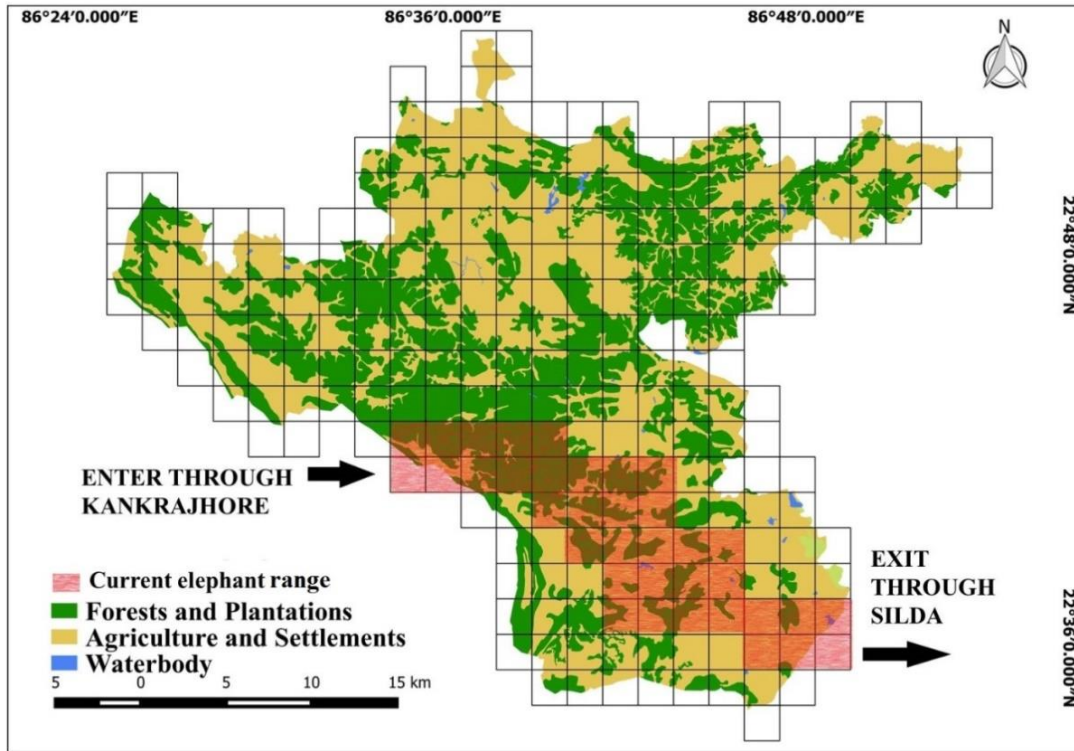 86°24′0.000″E 86°36′0.000″E 86°48′0.000″E
N
22°48′0.000″N
ENTER THROUGH
KANKRAJHORE
EXIT
THROUGH
SILDA
22°36′0.000″N
Current elephant range
Forests and Plantations
Agriculture and Settlements
Waterbody
5 0 5 10 15 km